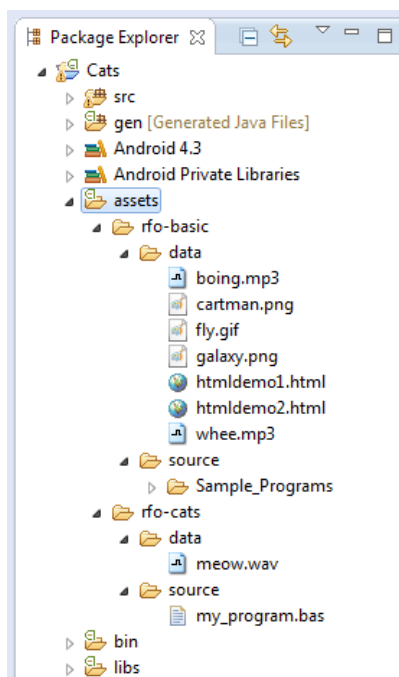 Package Explorer
Cats
src
gen [Generated Java Files]
Android 4.3
Android Private Libraries
assets
rfo-basic
data
boing.mp3
cartman.png
fly.gif
galaxy.png
htmldemo1.html
htmldemo2.html
whee.mp3
source
Sample_Programs
rfo-cats
data
meow.wav
source
my_program.bas
bin
libs